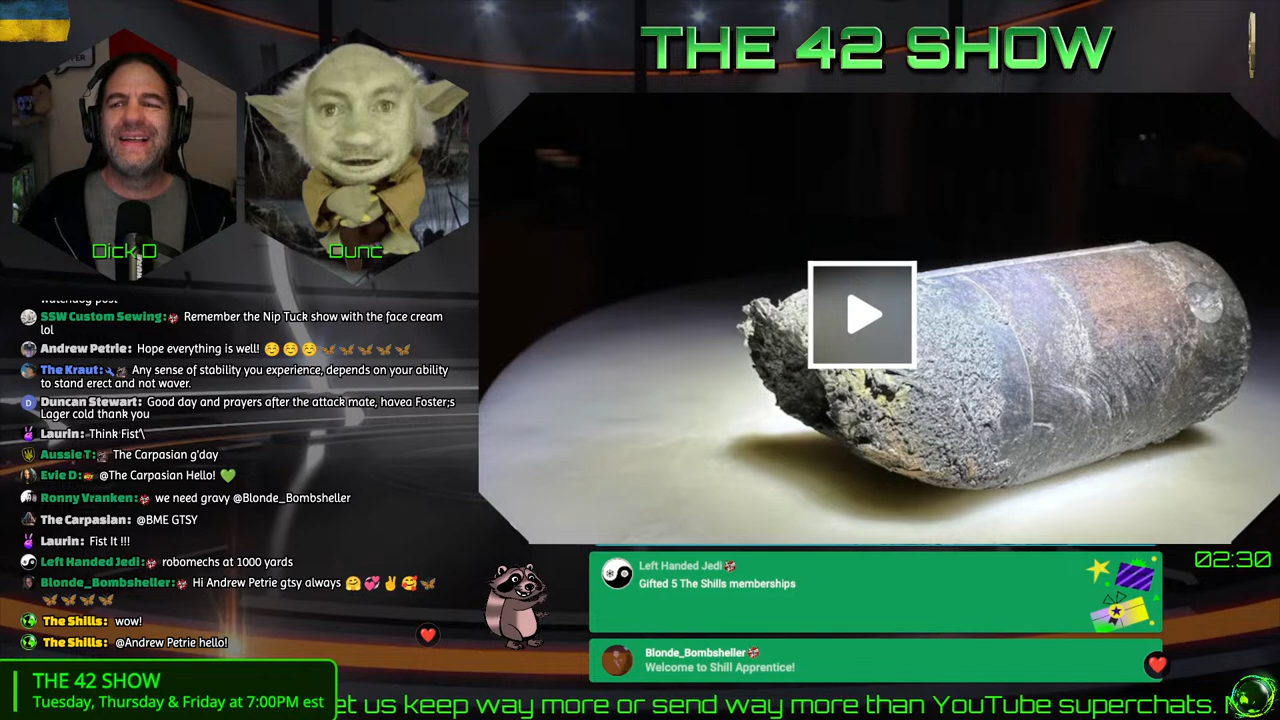 THE 42 SHOW
Dick D
Dunc
watchdog post
SSW Custom Sewing: Remember the Nip Tuck show with the face cream
lol
Andrew Petrie: Hope everything is well!
The Kraut: Any sense of stability you experience, depends on your ability
to stand erect and not waver.
D
Duncan Stewart: Good day and prayers after the attack mate, havea Foster;s
Lager cold thank you
Laurin: Think Fist\
Aussie T: The Carpasian g'day
Evie D: @The Carpasian Hello!
Ronny Vranken: we need gravy @Blonde_Bombsheller
The Carpasian: @BME GTSY
Laurin: Fist It !!!
Left Handed Jedi: robomechs at 1000 yards
Blonde_Bombsheller: Hi Andrew Petrie gtsy always
The Shills: wow!
The Shills: @Andrew Petrie hello!
02:30
Left Handed Jedi
Gifted 5 The Shills memberships
Blonde_Bombsheller
Welcome to Shill Apprentice!
THE 42 SHOW
Tuesday, Thursday & Friday at 7:00PM est
et us keep way more or send way more than YouTube superchats.